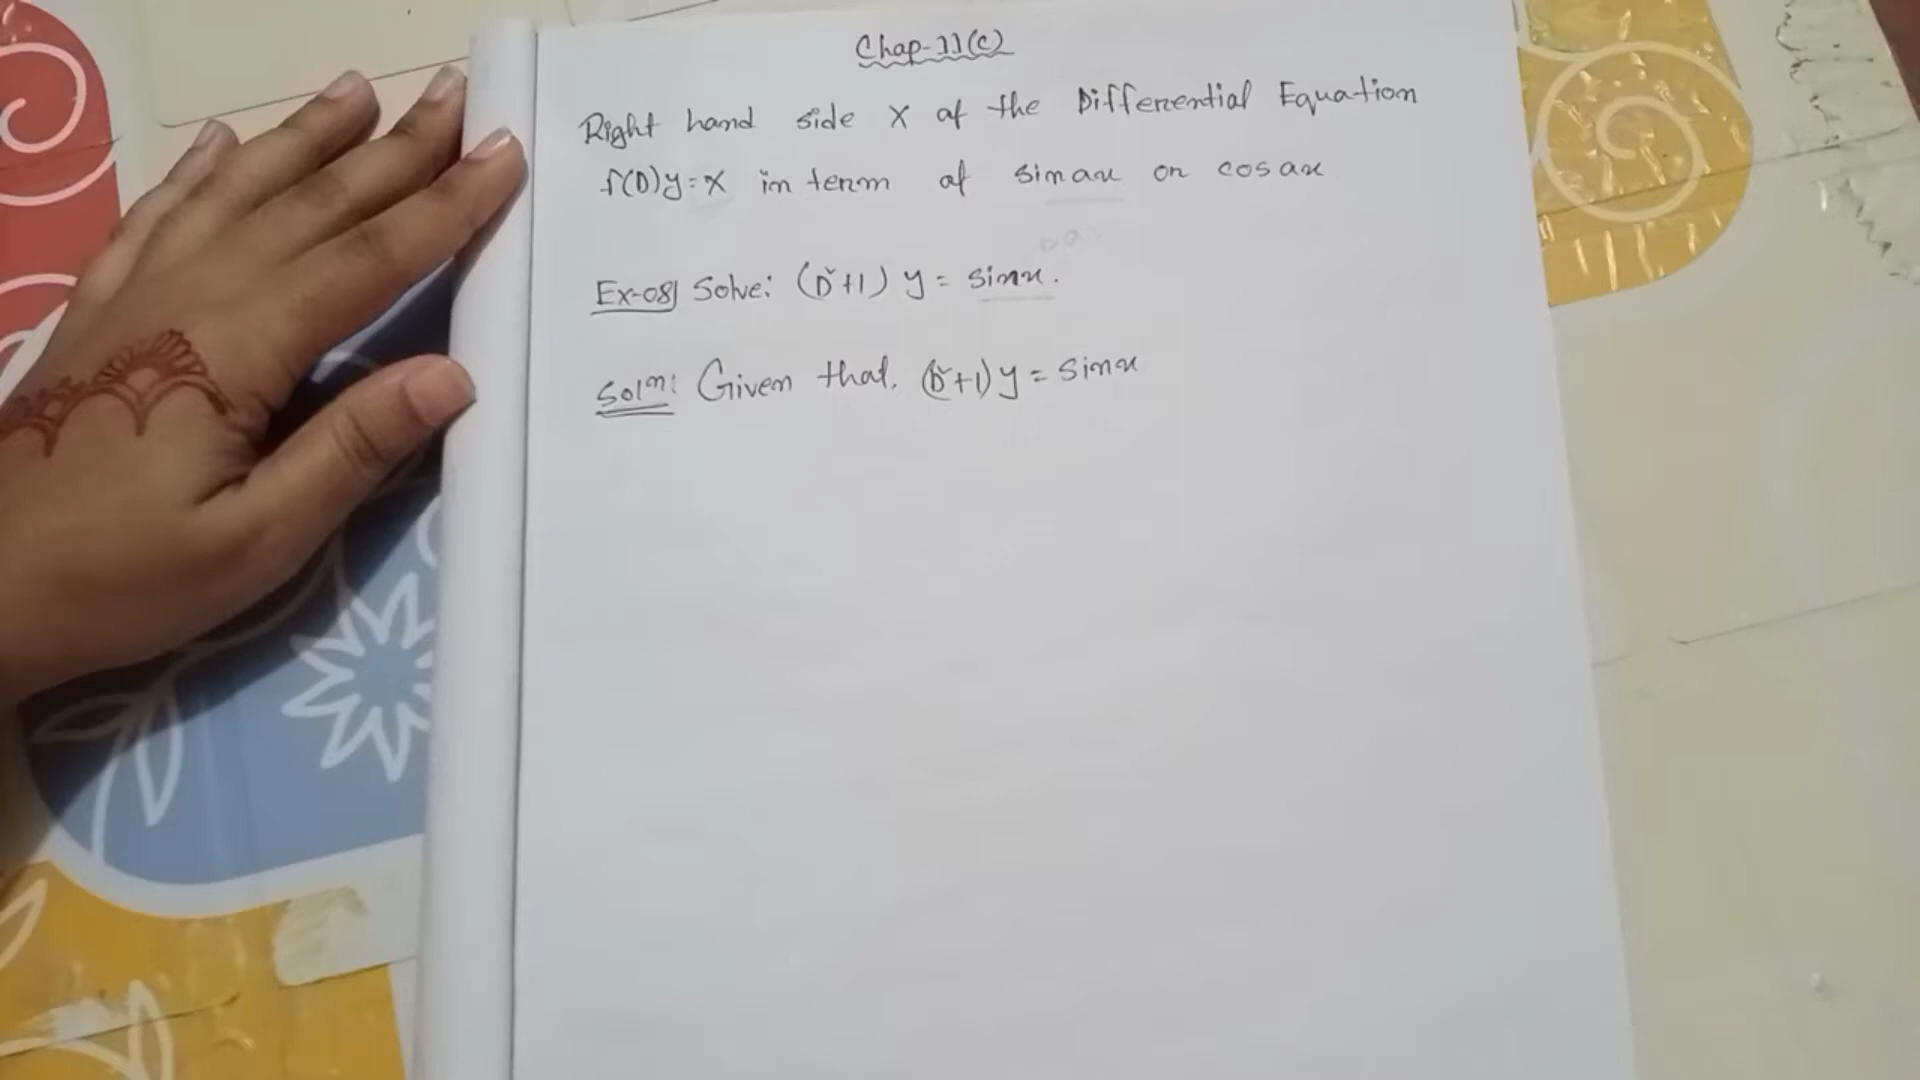 Chap-11(c)
Right hand side X of the Differential Equation
f(D)y=X in term of sinax or cosax
Ex-08) Solve: (D²+1) y = sinx.
Solⁿ: Given that, (D²+1)y = sinx